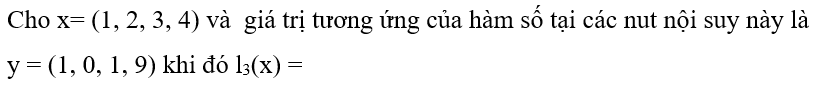 Cho x= (1, 2, 3, 4) và giá trị tương ứng của hàm số tại các nut nội suy này là
y = (1, 0, 1, 9) khi đó l₃(x) =